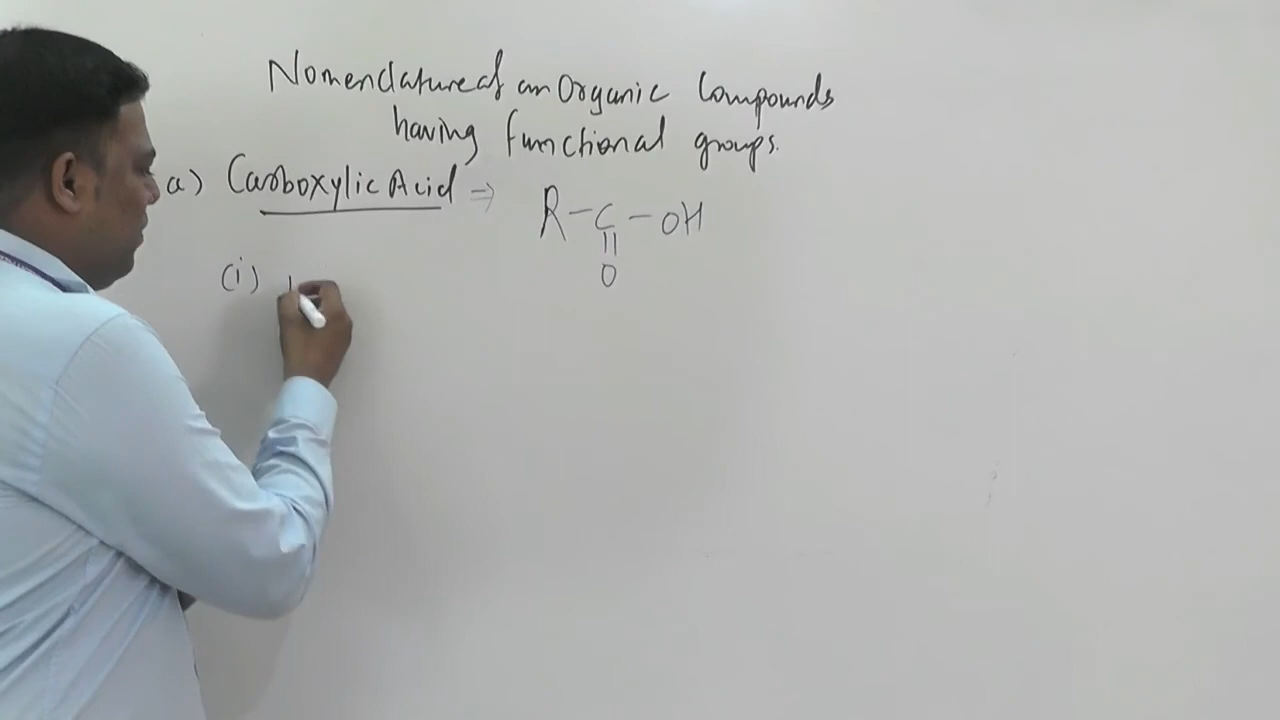 Nomenclature of an Organic Compounds
having functional groups.
a) Carboxylic Acid ⇒ R-C-OH
||
O
(i)